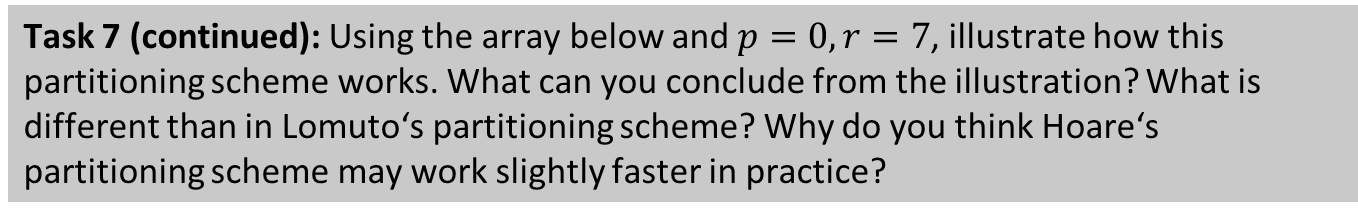 Task 7 (continued): Using the array below and p = 0, r = 7, illustrate how this
partitioning scheme works. What can you conclude from the illustration? What is
different than in Lomuto‘s partitioning scheme? Why do you think Hoare‘s
partitioning scheme may work slightly faster in practice?